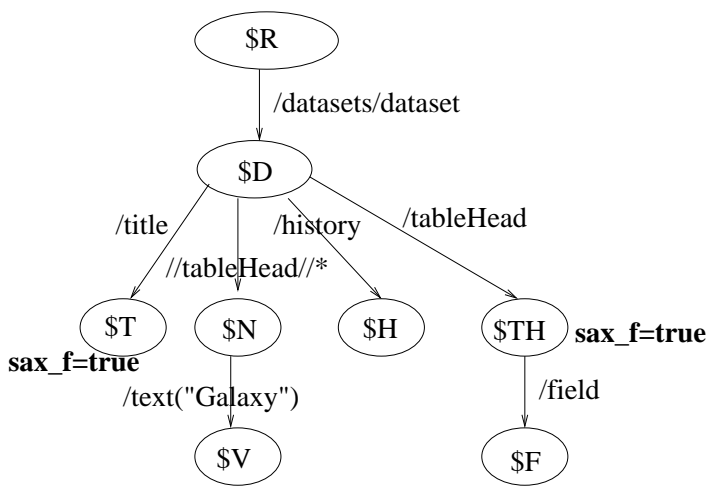 $R
/datasets/dataset
$D
/title
/history
/tableHead
//tableHead//*
$T
$N
$H
$TH
sax_f=true
sax_f=true
/text("Galaxy")
/field
$V
$F